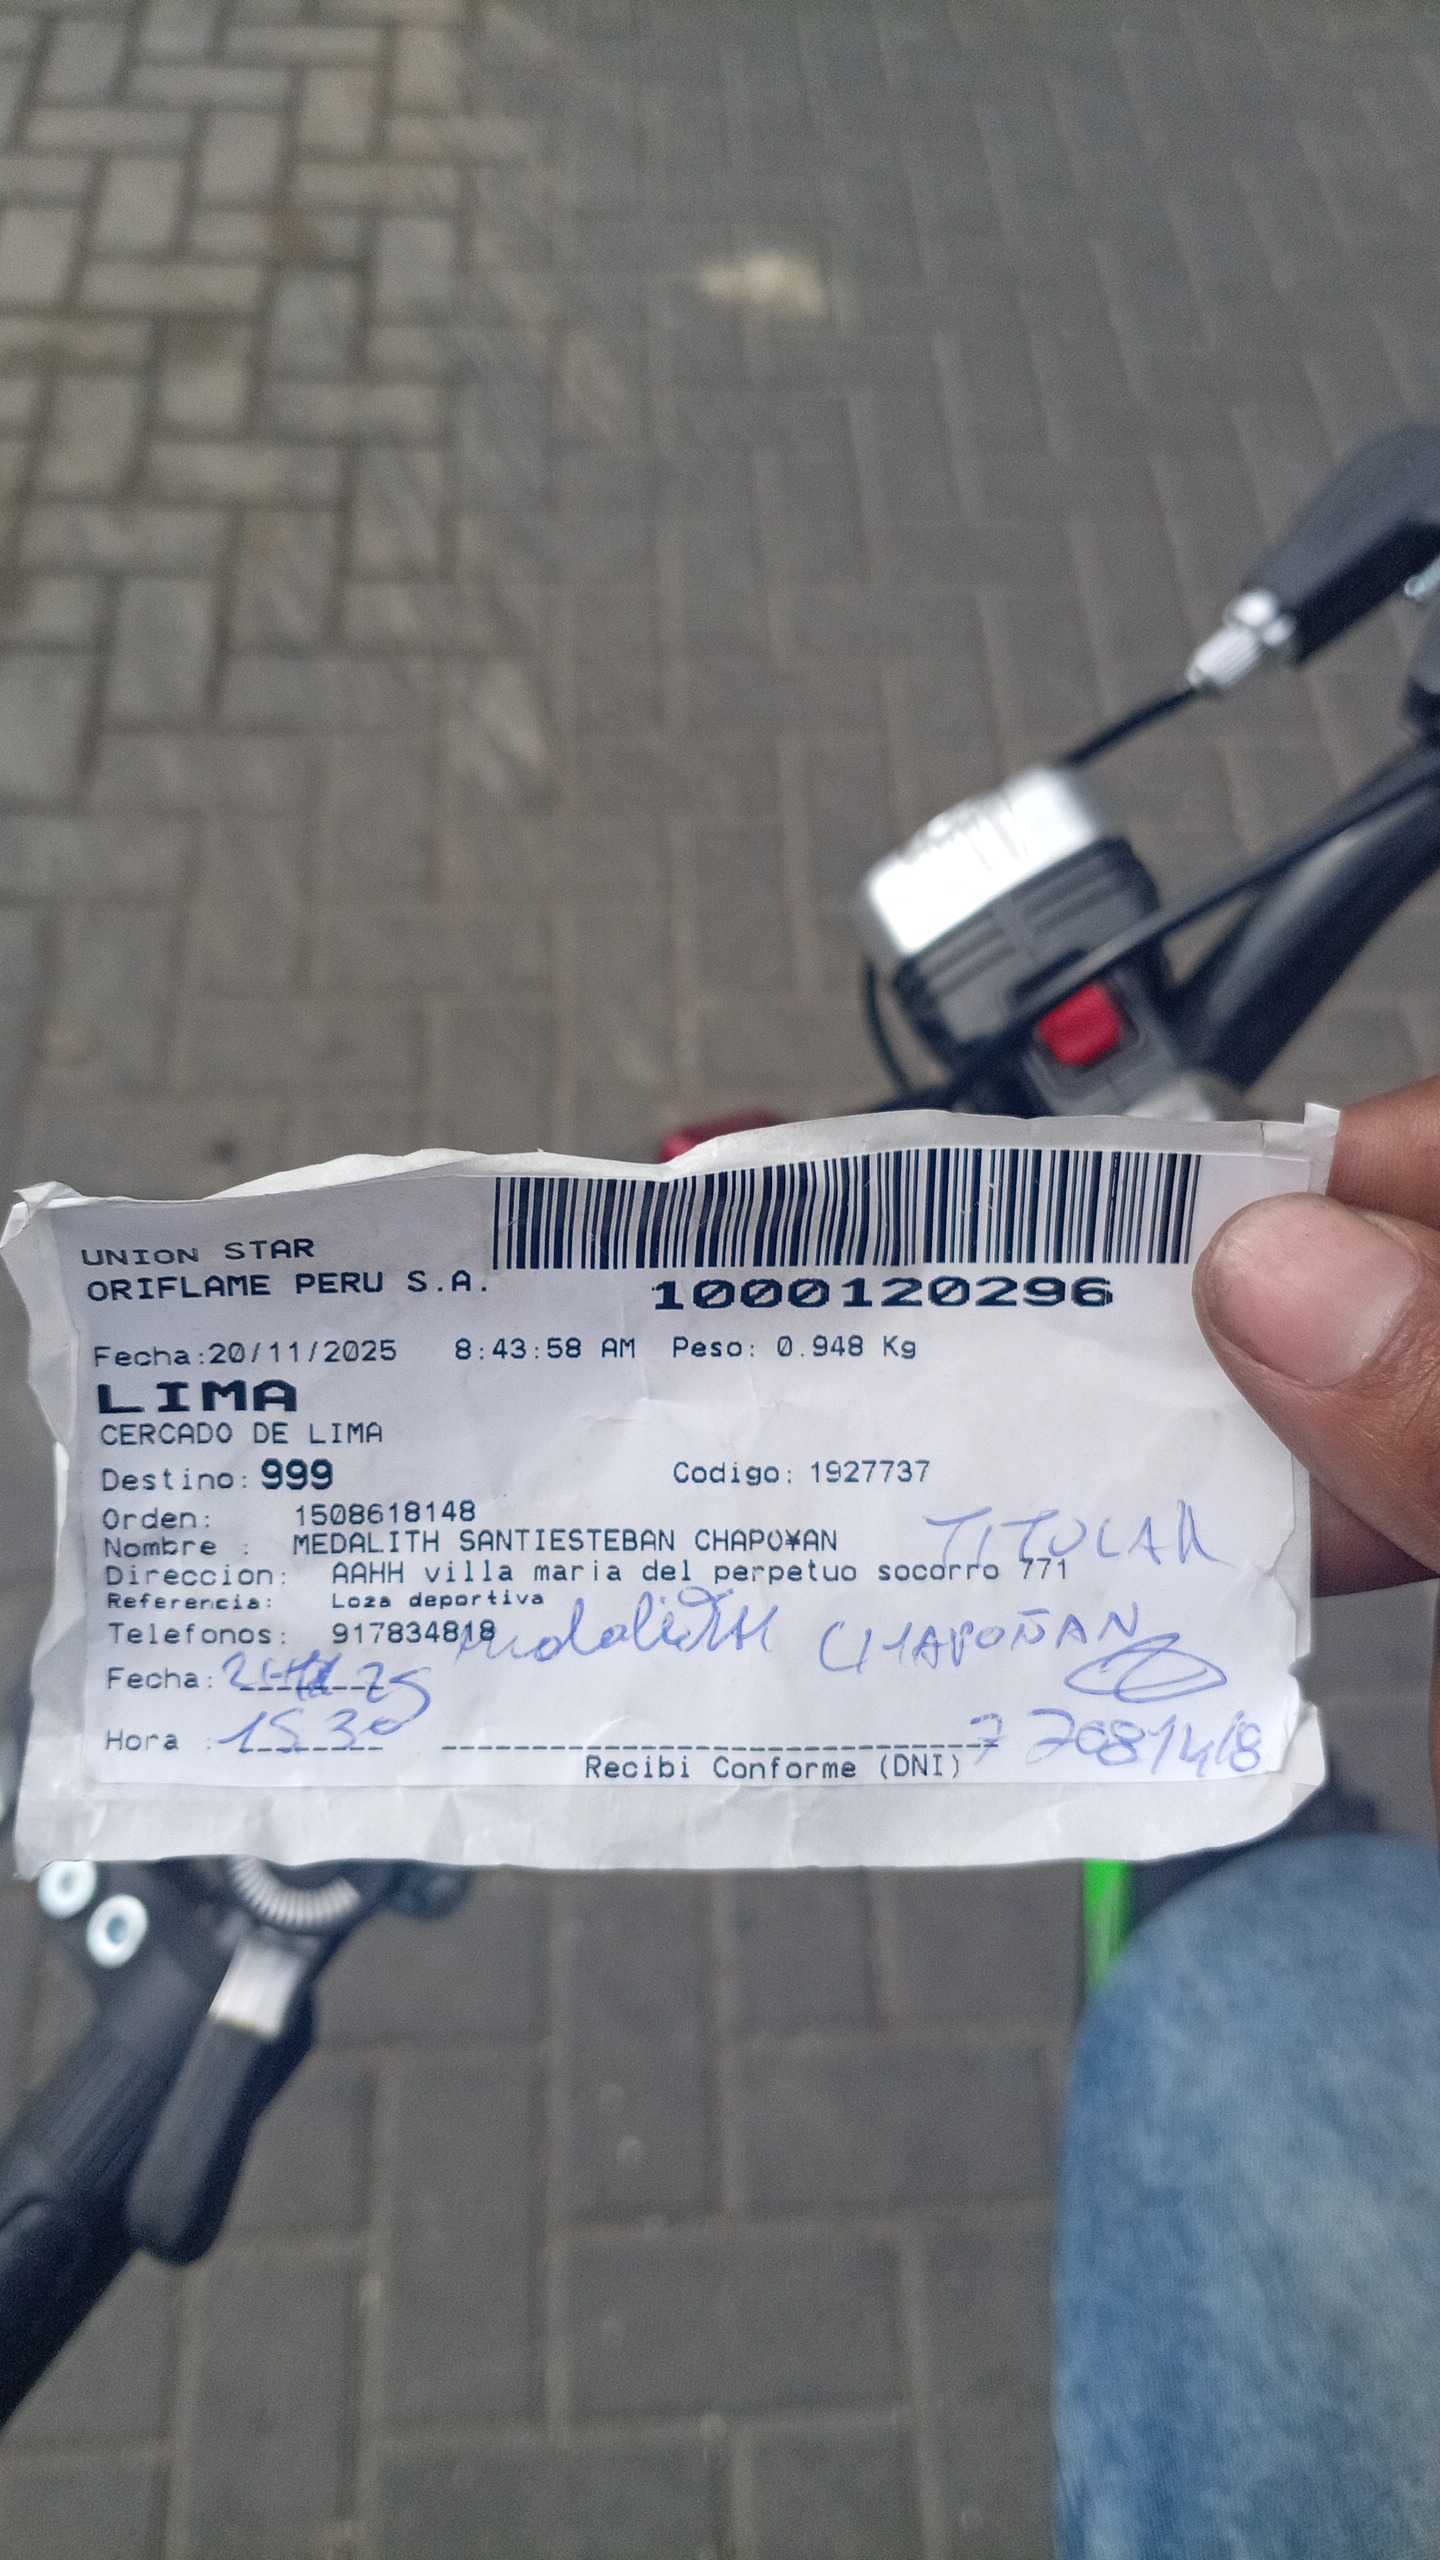 UNION STAR
ORIFLAME PERU S.A.
1000120296
Fecha:20/11/2025 8:43:58 AM Peso: 0.948 Kg
LIMA
CERCADO DE LIMA
Destino: 999 Codigo: 1927737
Orden: 1508618148
Nombre : MEDALITH SANTIESTEBAN CHAPO¥AN TITULAR
Direccion: AAHH villa maria del perpetuo socorro 771
Referencia: Loza deportiva
Telefonos: 917834818 CHAPOÑAN
Fecha: 25
Hora : 15 30
Recibi Conforme (DNI)